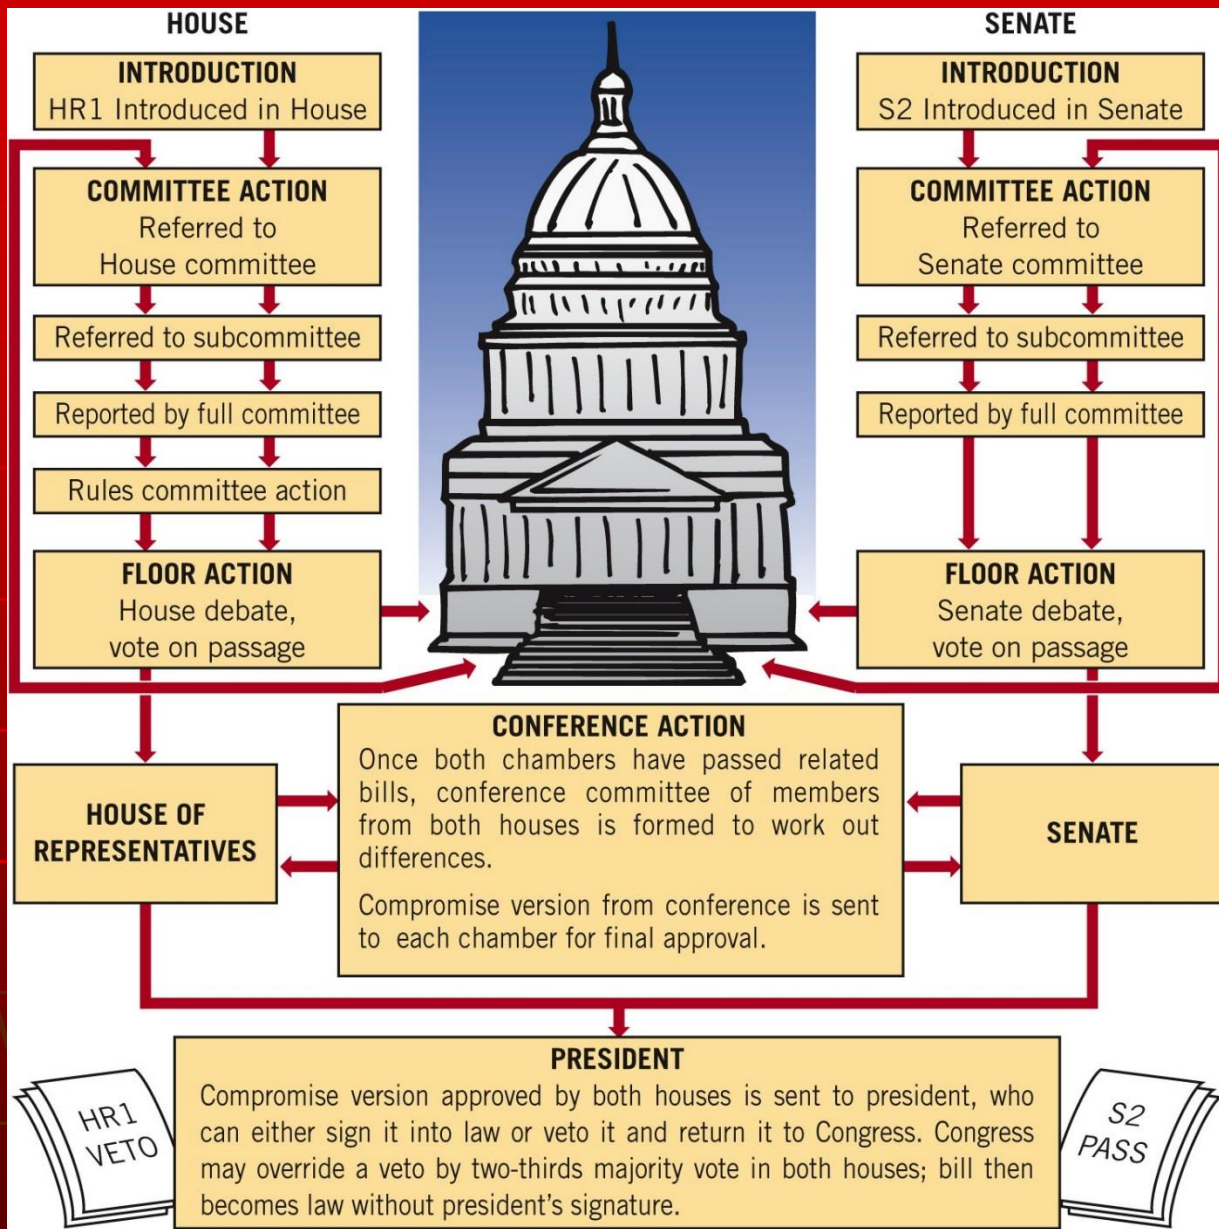 HOUSE
INTRODUCTION
HR1 Introduced in House
COMMITTEE ACTION
Referred to
House committee
Referred to subcommittee
Reported by full committee
Rules committee action
FLOOR ACTION
House debate,
vote on passage
SENATE
INTRODUCTION
S2 Introduced in Senate
COMMITTEE ACTION
Referred to
Senate committee
Referred to subcommittee
Reported by full committee
FLOOR ACTION
Senate debate,
vote on passage
HOUSE OF
REPRESENTATIVES
CONFERENCE ACTION
Once both chambers have passed related
bills, conference committee of members
from both houses is formed to work out
differences.
Compromise version from conference is sent
to each chamber for final approval.
SENATE
HR1
VETO
PRESIDENT
Compromise version approved by both houses is sent to president, who
can either sign it into law or veto it and return it to Congress. Congress
may override a veto by two-thirds majority vote in both houses; bill then
becomes law without president's signature.
S2
PASS